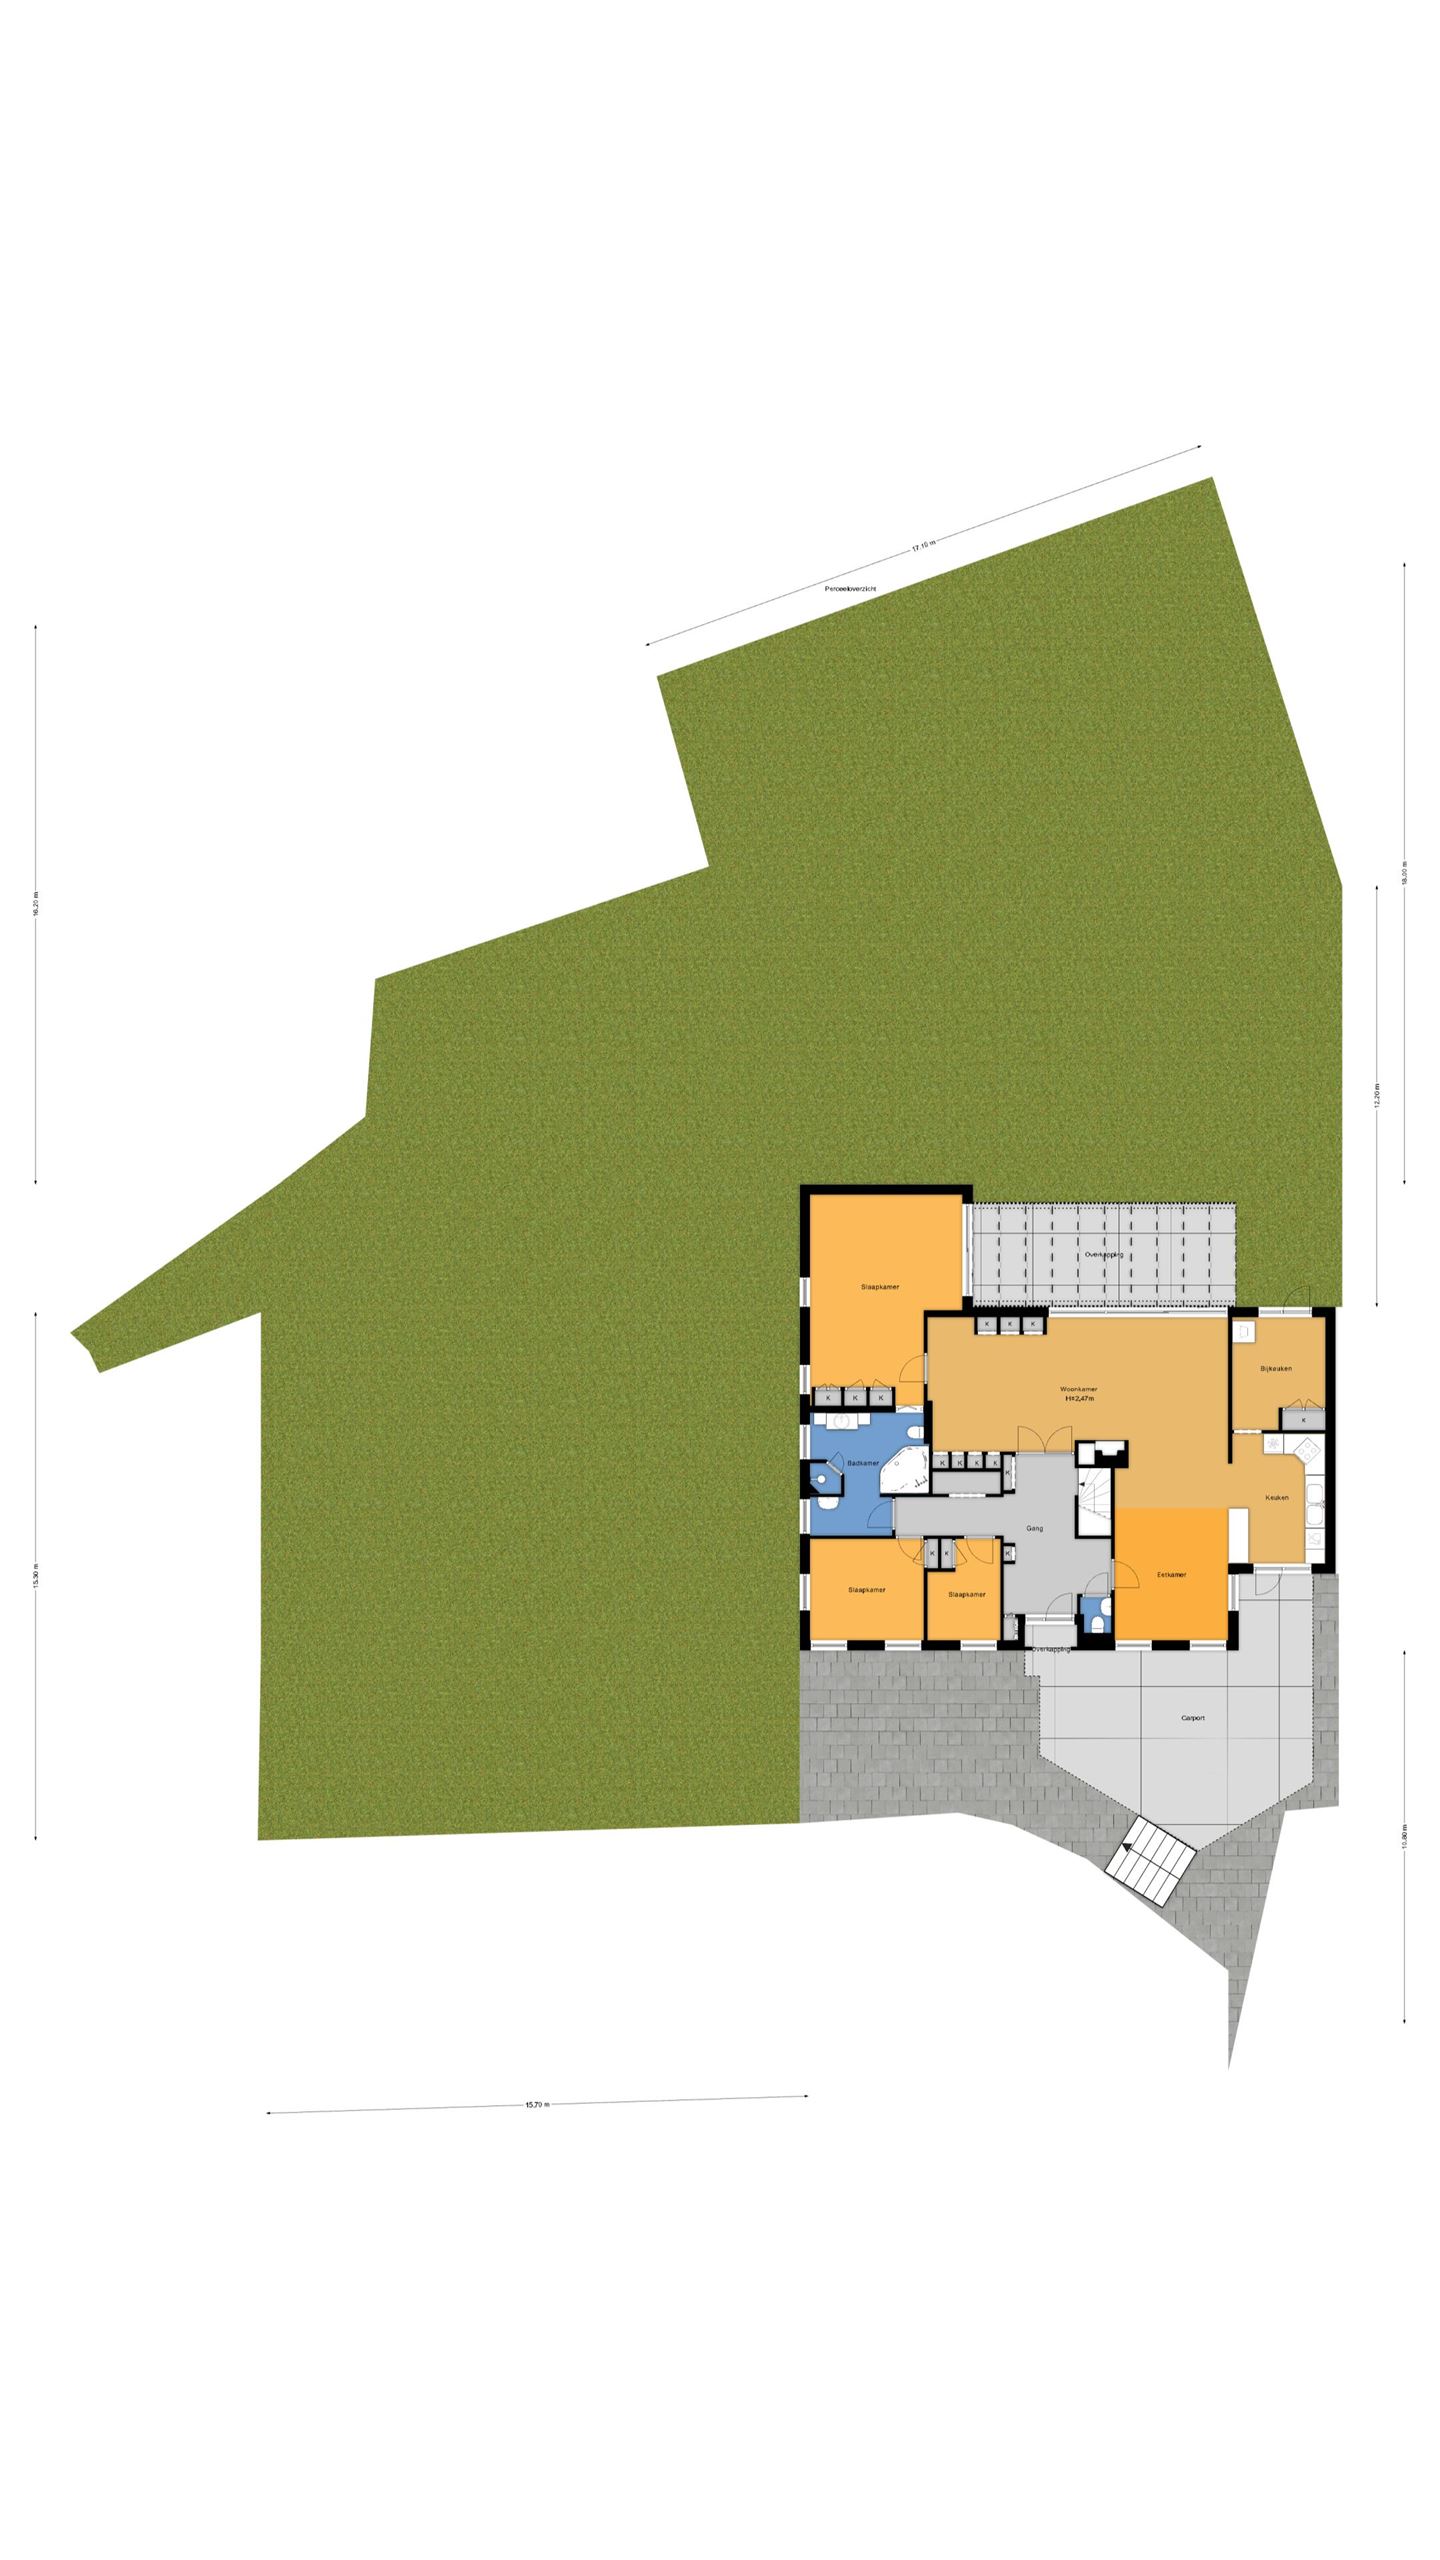 17.10 m
Perceeloverzicht
16.20 m
18.00 m
12.20 m
Overkapping
Slaapkamer
K
K
K
Bijkeuken
Woonkamer
H=2,47m
K
K
K
K
Badkamer
K
K
K
K
K
Keuken
Gang
K
K
K
Eetkamer
Slaapkamer
Slaapkamer
15.30 m
Overkapping
Carport
10.80 m
15.70 m